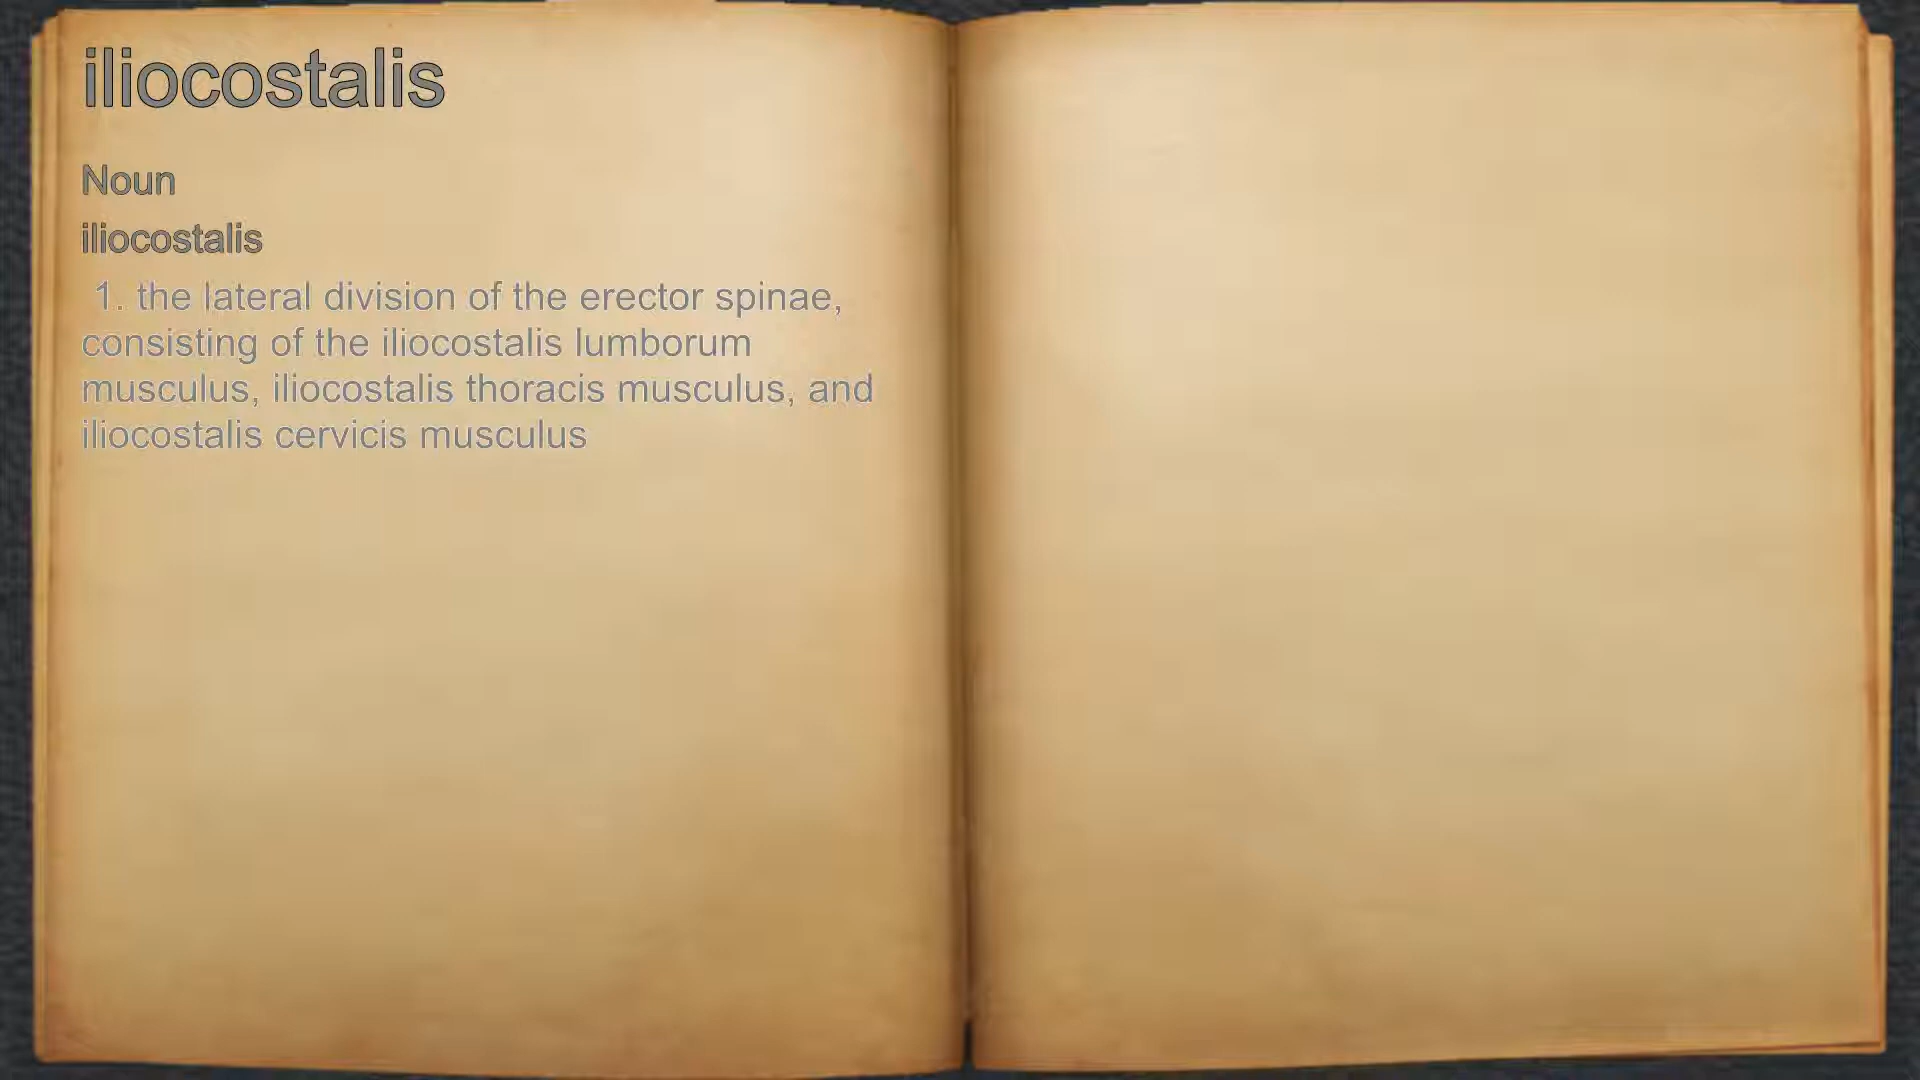 iliocostalis
Noun
iliocostalis
1. the lateral division of the erector spinae,
consisting of the iliocostalis lumborum
musculus, iliocostalis thoracis musculus, and
iliocostalis cervicis musculus